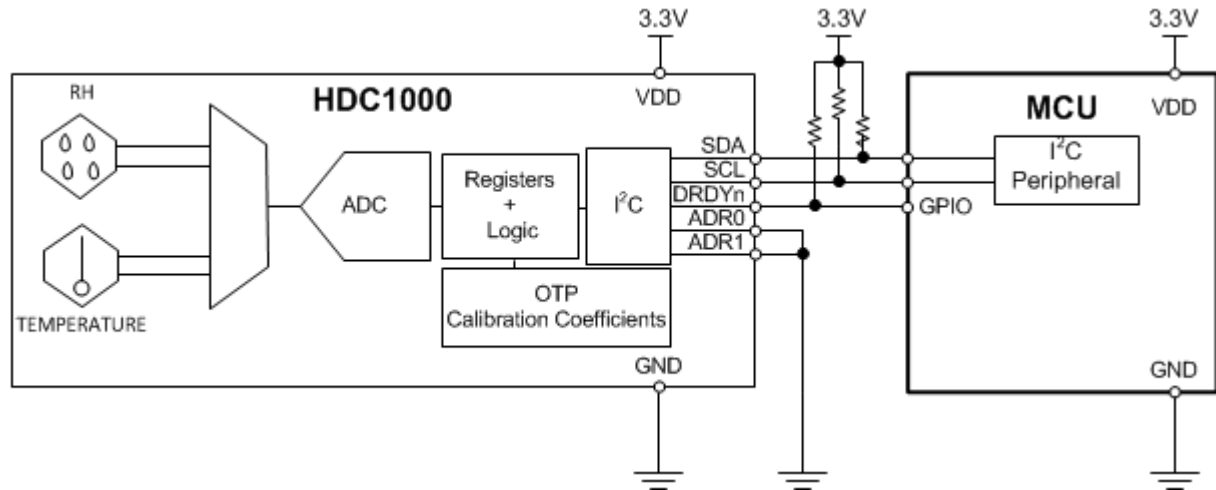 3.3V
3.3V
3.3V
RH
HDC1000
VDD
MCU
VDD
SDA
SCL
DRDYn
ADR0
ADR1
I²C
Peripheral
GPIO
ADC
Registers
+
Logic
I²C
TEMPERATURE
OTP
Calibration Coefficients
GND
GND